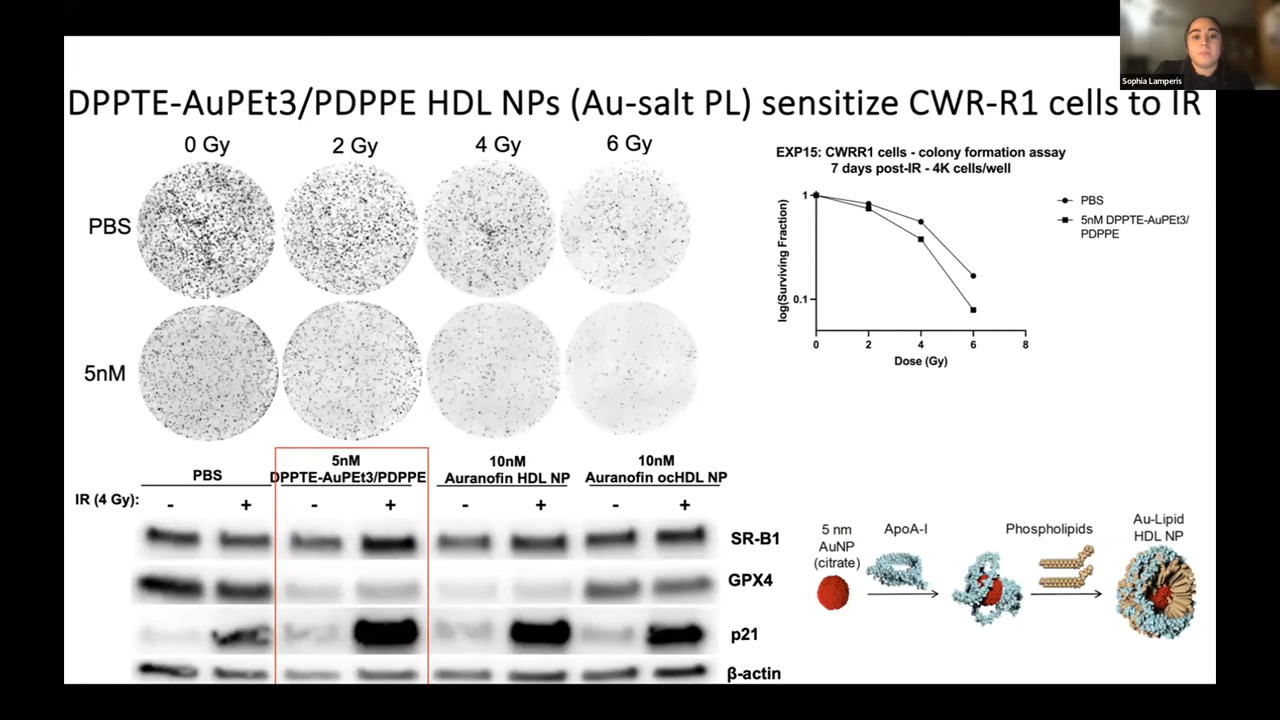 Sophia Lamperis
DPPTE-AuPEt3/PDPPE HDL NPs (Au-salt PL) sensitize CWR-R1 cells to IR
0 Gy 2 Gy 4 Gy 6 Gy
PBS
5nM
EXP15: CWRR1 cells - colony formation assay
7 days post-IR - 4K cells/well
log(Surviving Fraction)
1
0.1
0 2 4 6 8
Dose (Gy)
PBS
5nM DPPTE-AuPEt3/
PDPPE
PBS
5nM
DPPTE-AuPEt3/PDPPE
10nM
Auranofin HDL NP
10nM
Auranofin ocHDL NP
IR (4 Gy): - + - + - + - +
SR-B1
GPX4
p21
β-actin
5 nm
AuNP
(citrate)
ApoA-I
Phospholipids
Au-Lipid
HDL NP